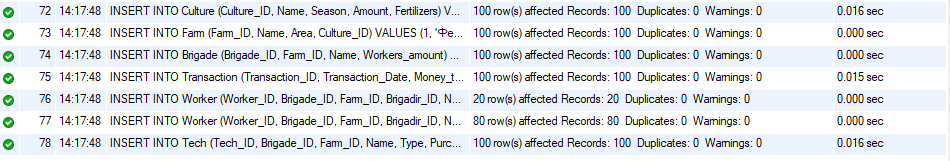 72 14:17:48 INSERT INTO Culture (Culture_ID, Name, Season, Amount, Fertilizers) V... 100 row(s) affected Records: 100 Duplicates: 0 Warnings: 0 0.016 sec
73 14:17:48 INSERT INTO Farm (Farm_ID, Name, Area, Culture_ID) VALUES (1, 'Фе... 100 row(s) affected Records: 100 Duplicates: 0 Warnings: 0 0.000 sec
74 14:17:48 INSERT INTO Brigade (Brigade_ID, Farm_ID, Name, Workers_amount) ... 100 row(s) affected Records: 100 Duplicates: 0 Warnings: 0 0.000 sec
75 14:17:48 INSERT INTO Transaction (Transaction_ID, Transaction_Date, Money_t... 100 row(s) affected Records: 100 Duplicates: 0 Warnings: 0 0.015 sec
76 14:17:48 INSERT INTO Worker (Worker_ID, Brigade_ID, Farm_ID, Brigadir_ID, N... 20 row(s) affected Records: 20 Duplicates: 0 Warnings: 0 0.000 sec
77 14:17:48 INSERT INTO Worker (Worker_ID, Brigade_ID, Farm_ID, Brigadir_ID, N... 80 row(s) affected Records: 80 Duplicates: 0 Warnings: 0 0.000 sec
78 14:17:48 INSERT INTO Tech (Tech_ID, Brigade_ID, Farm_ID, Name, Type, Purc... 100 row(s) affected Records: 100 Duplicates: 0 Warnings: 0 0.016 sec